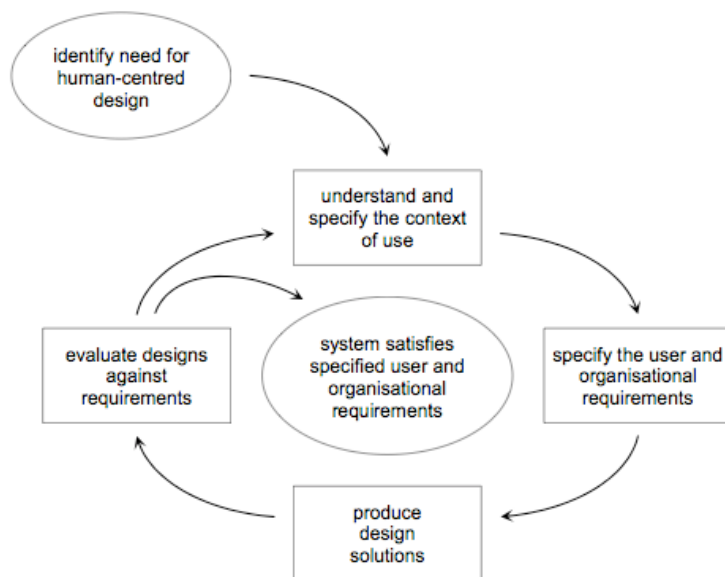 identify need for
human-centred
design
understand and
specify the context
of use
evaluate designs
against
requirements
system satisfies
specified user and
organisational
requirements
specify the user and
organisational
requirements
produce
design
solutions